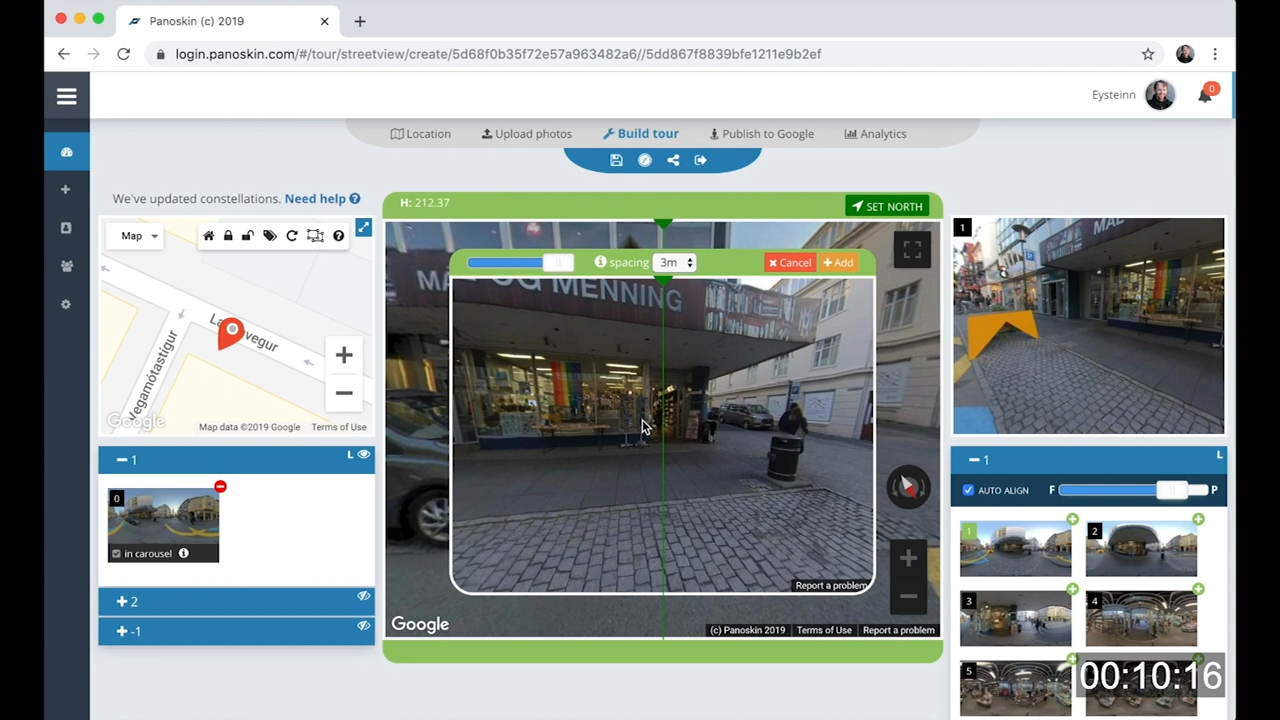 Panoskin (c) 2019
login.panoskin.com/#/tour/streetview/create/5d68f0b35f72e57a963482a6//5dd867f8839bfe1211e9b2ef
Eysteinn
0
Location
Upload photos
Build tour
Publish to Google
Analytics
We've updated constellations. Need help
Map
Vegamótastígur
Google
Map data ©2019 Google
Terms of Use
1
L
0
in carousel
2
-1
H: 212.37
SET NORTH
spacing
3m
Cancel
Add
OG MENNING
Report a problem
Google
(c) Panoskin 2019
Terms of Use
Report a problem
1
1
L
AUTO ALIGN
F
P
1
2
3
4
5
00:10:16